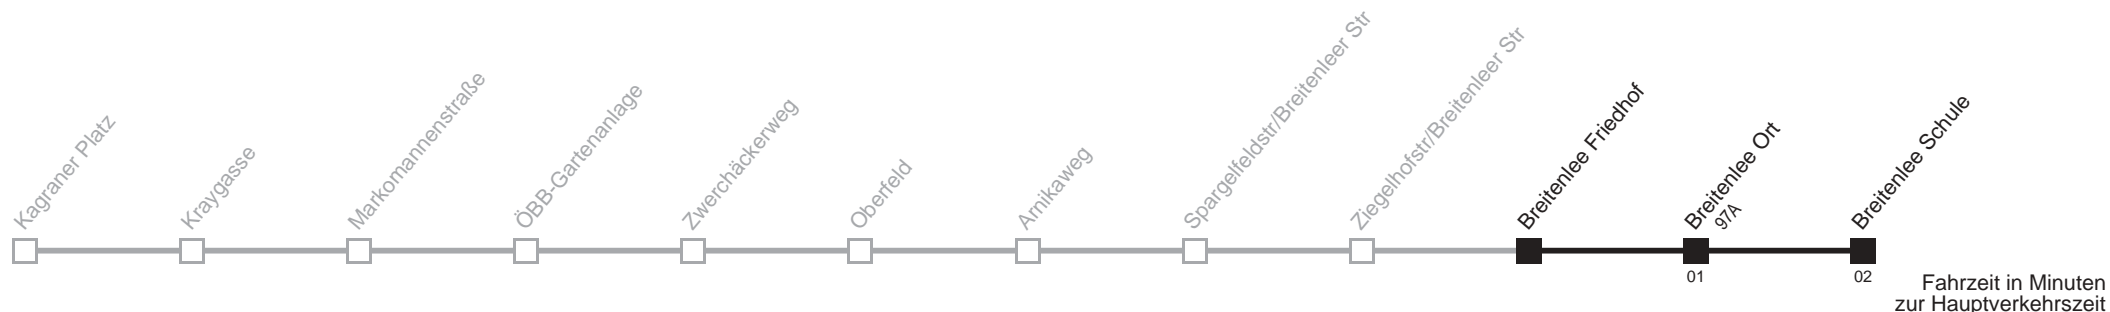 Kagraner Platz
Kraygasse
Markomannenstraße
ÖBB-Gartenanlage
Zwerchäckerweg
Oberfeld
Arnikaweg
Spargelfeldstr/Breitenleer Str
Ziegelhofstr/Breitenleer Str
Breitenlee Friedhof
Breitenlee Ort
97A
Breitenlee Schule
01
02
Fahrzeit in Minuten
zur Hauptverkehrszeit